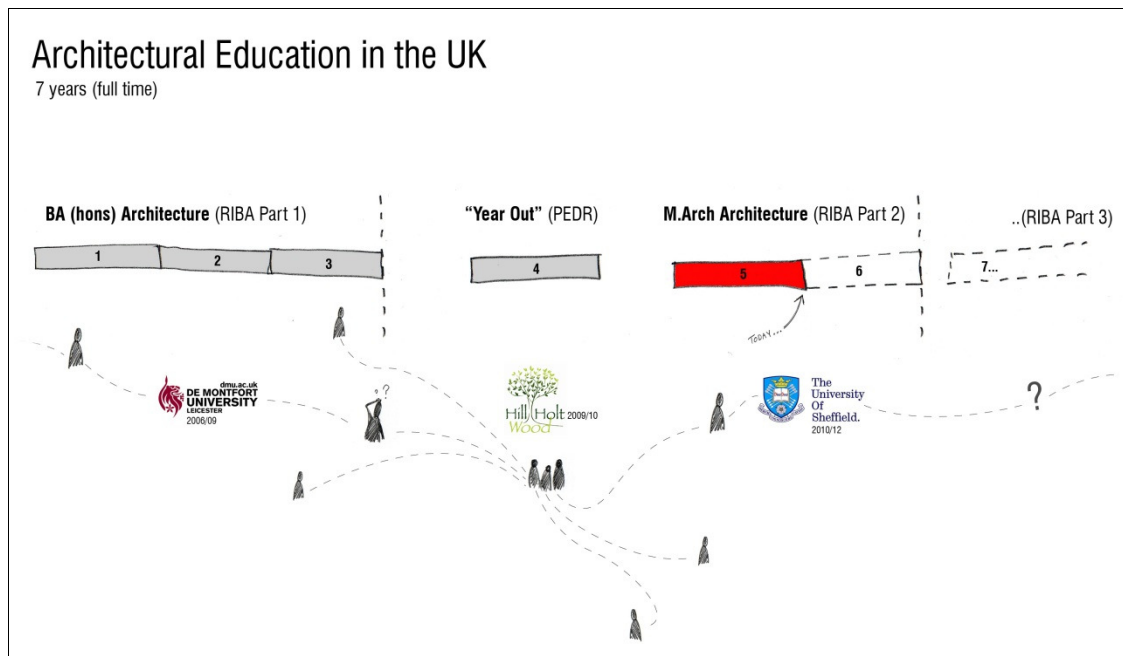 Architectural Education in the UK
7 years (full time)
BA (hons) Architecture (RIBA Part 1)
"Year Out" (PEDR)
M.Arch Architecture (RIBA Part 2)
..(RIBA Part 3)
1
2
3
4
5
6
7...
TODAY...
dmu.ac.uk
DE MONTFORT
UNIVERSITY
LEICESTER
2006/09
?
Hill Holt
Wood
2009/10
The
University
Of
Sheffield.
2010/12
?